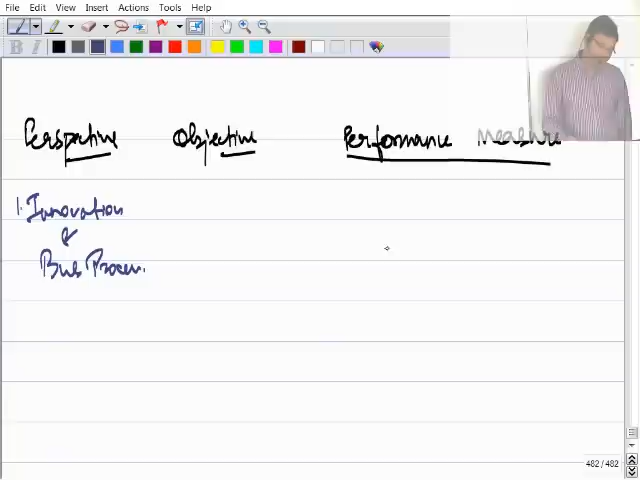 File Edit View Insert Actions Tools Help
B I
Perspective Objective Performance Measure
1. Innovation
&
Bus Process.
482 / 482